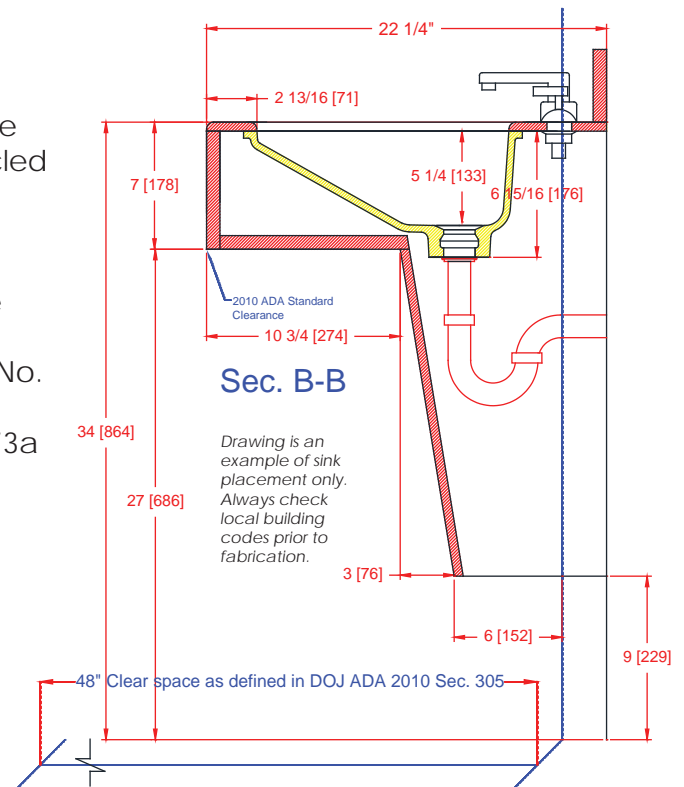 22 1/4"
2 13/16 [71]
e
cled
7 [178]
5 1/4 [133]
6 15/16 [176]
2010 ADA Standard
Clearance
10 3/4 [274]
No.
Sec. B-B
34 [864]
3a
Drawing is an
example of sink
placement only.
Always check
local building
codes prior to
fabrication.
27 [686]
3 [76]
6 [152]
9 [229]
48" Clear space as defined in DOJ ADA 2010 Sec. 305